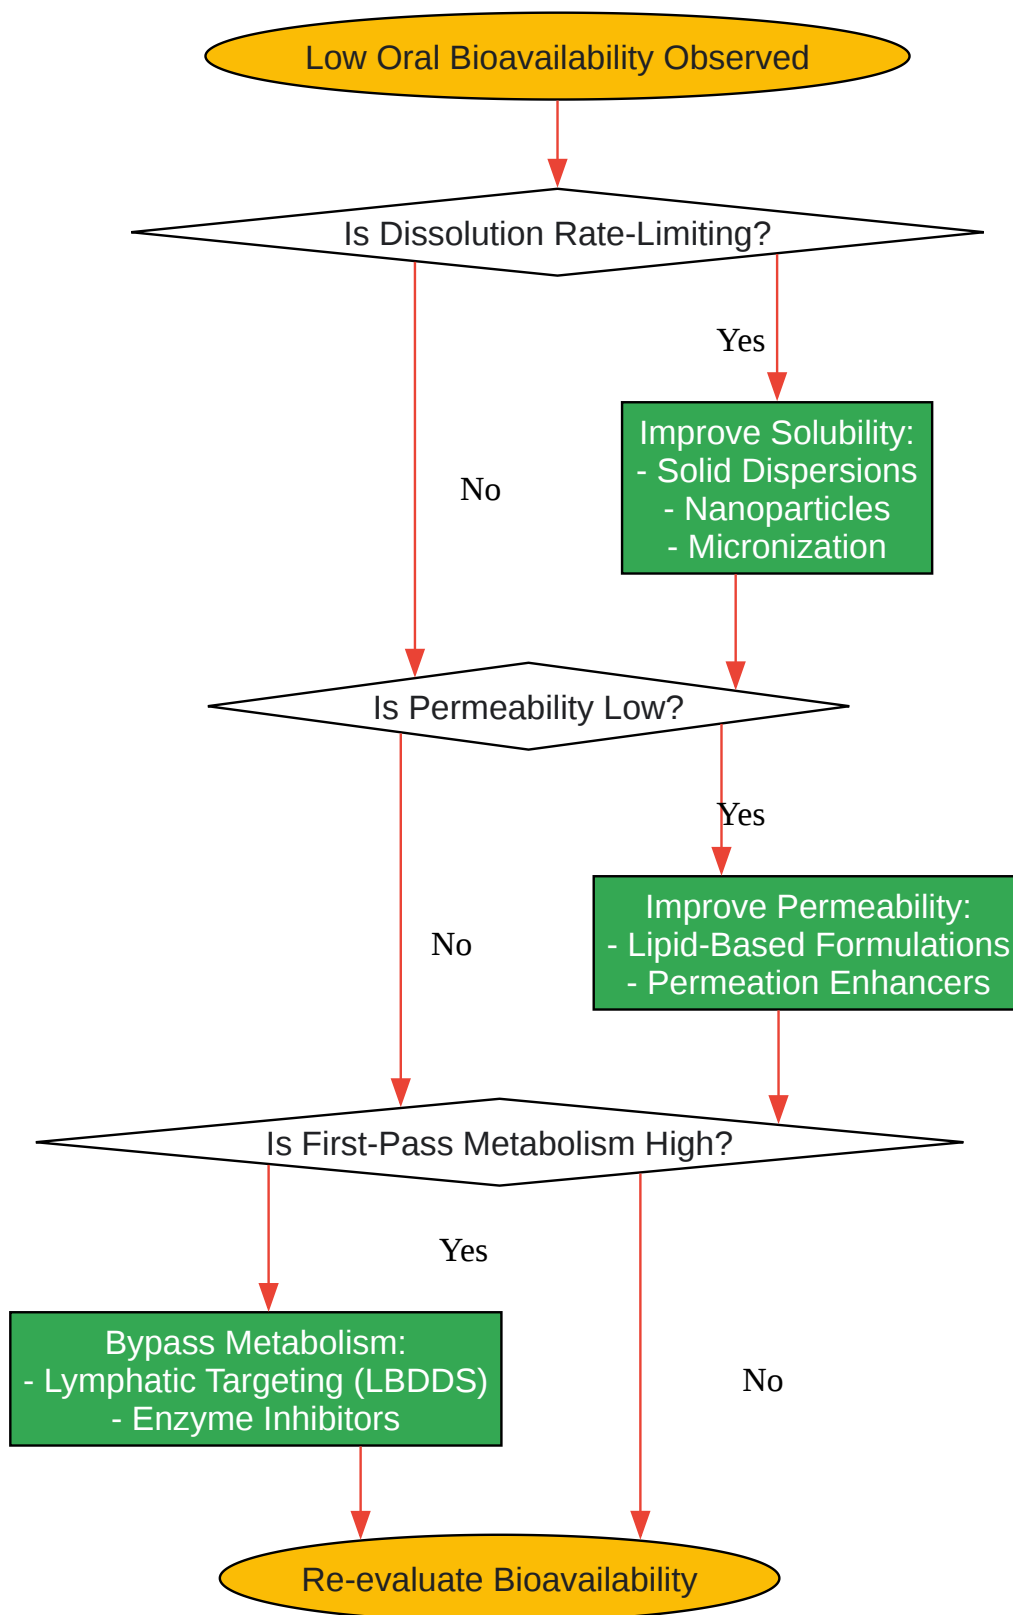 Low Oral Bioavailability Observed
Is Dissolution Rate-Limiting?
Yes
Improve Solubility:
- Solid Dispersions
- Nanoparticles
- Micronization
No
Is Permeability Low?
Yes
Improve Permeability:
- Lipid-Based Formulations
- Permeation Enhancers
No
Is First-Pass Metabolism High?
Yes
Bypass Metabolism:
- Lymphatic Targeting (LBDDS)
- Enzyme Inhibitors
No
Re-evaluate Bioavailability